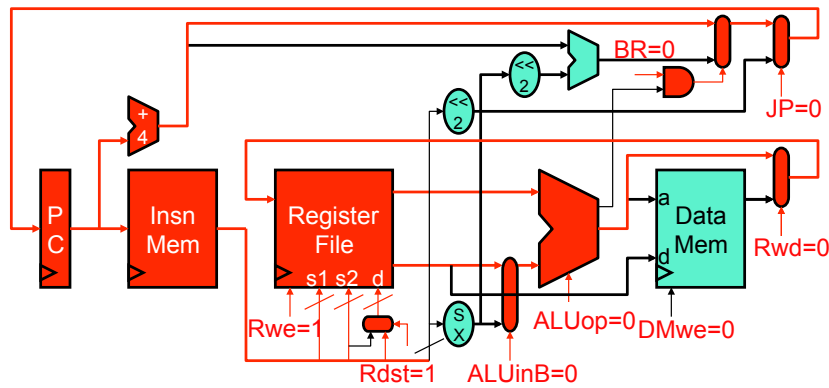 BR=0
<<
2
<<
2
JP=0
+
4
P
C
Insn
Mem
Register
File
s1 s2 d
a
d
Data
Mem
Rwd=0
S
X
Rwe=1
Rdst=1
ALUinB=0
ALUop=0
DMwe=0